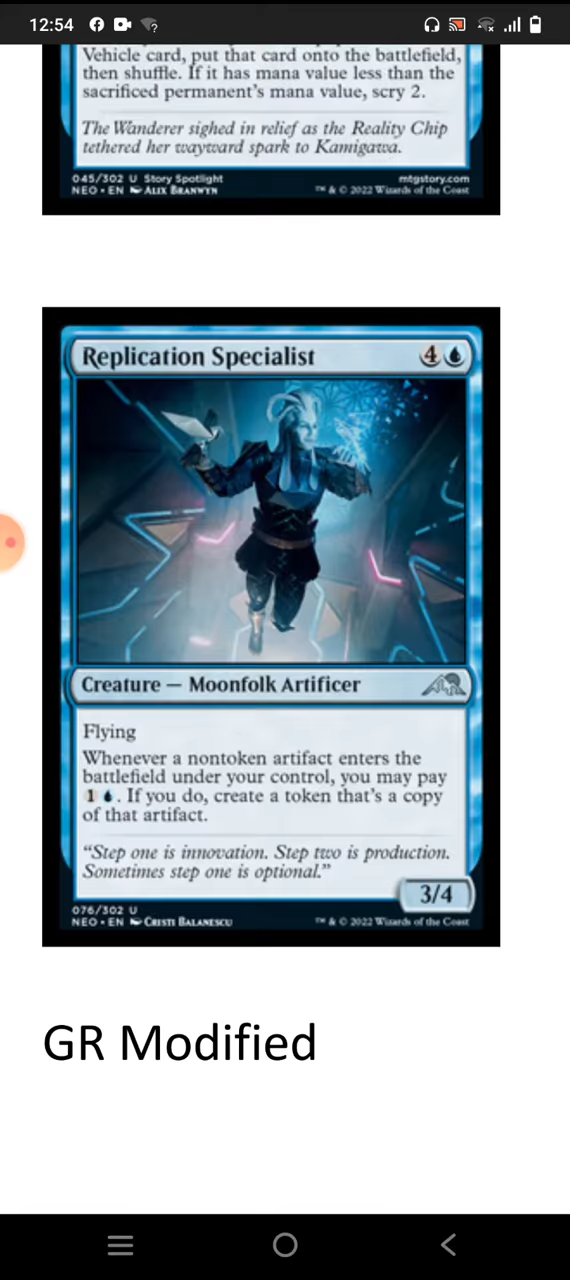 12:54
Vehicle card, put that card onto the battlefield,
then shuffle. If it has mana value less than the
sacrificed permanent's mana value, scry 2.
The Wanderer sighed in relief as the Reality Chip
tethered her wayward spark to Kamigawa.
045/302 U Story Spotlight mtgstory.com
NEO • EN Alix Branwyn ™ & © 2022 Wizards of the Coast
Replication Specialist 4
Creature — Moonfolk Artificer
Flying
Whenever a nontoken artifact enters the
battlefield under your control, you may pay
1 . If you do, create a token that's a copy
of that artifact.
"Step one is innovation. Step two is production.
Sometimes step one is optional."
3/4
076/302 U
NEO • EN Cristi Balanescu ™ & © 2022 Wizards of the Coast
GR Modified